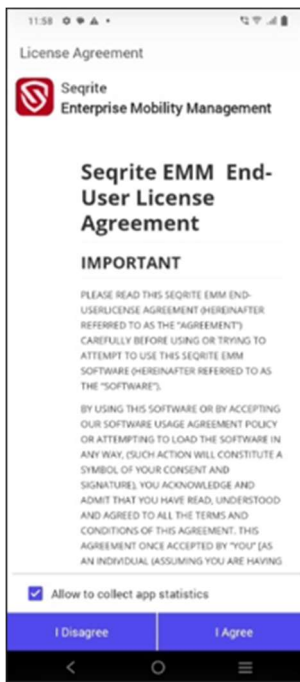 11:58
License Agreement
Seqrite
Enterprise Mobility Management
Seqrite EMM End-
User License
Agreement
IMPORTANT
PLEASE READ THIS SEQRITE EMM END-
USERLICENSE AGREEMENT (HEREINAFTER
REFERRED TO AS THE "AGREEMENT")
CAREFULLY BEFORE USING OR TRYING TO
ATTEMPT TO USE THIS SEQRITE EMM
SOFTWARE (HEREINAFTER REFERRED TO AS
THE "SOFTWARE").
BY USING THIS SOFTWARE OR BY ACCEPTING
OUR SOFTWARE USAGE AGREEMENT POLICY
OR ATTEMPTING TO LOAD THE SOFTWARE IN
ANY WAY, (SUCH ACTION WILL CONSTITUTE A
SYMBOL OF YOUR CONSENT AND
SIGNATURE), YOU ACKNOWLEDGE AND
ADMIT THAT YOU HAVE READ, UNDERSTOOD
AND AGREED TO ALL THE TERMS AND
CONDITIONS OF THIS AGREEMENT. THIS
AGREEMENT ONCE ACCEPTED BY "YOU" [AS
AN INDIVIDUAL (ASSUMING YOU ARE HAVING
Allow to collect app statistics
I Disagree
I Agree